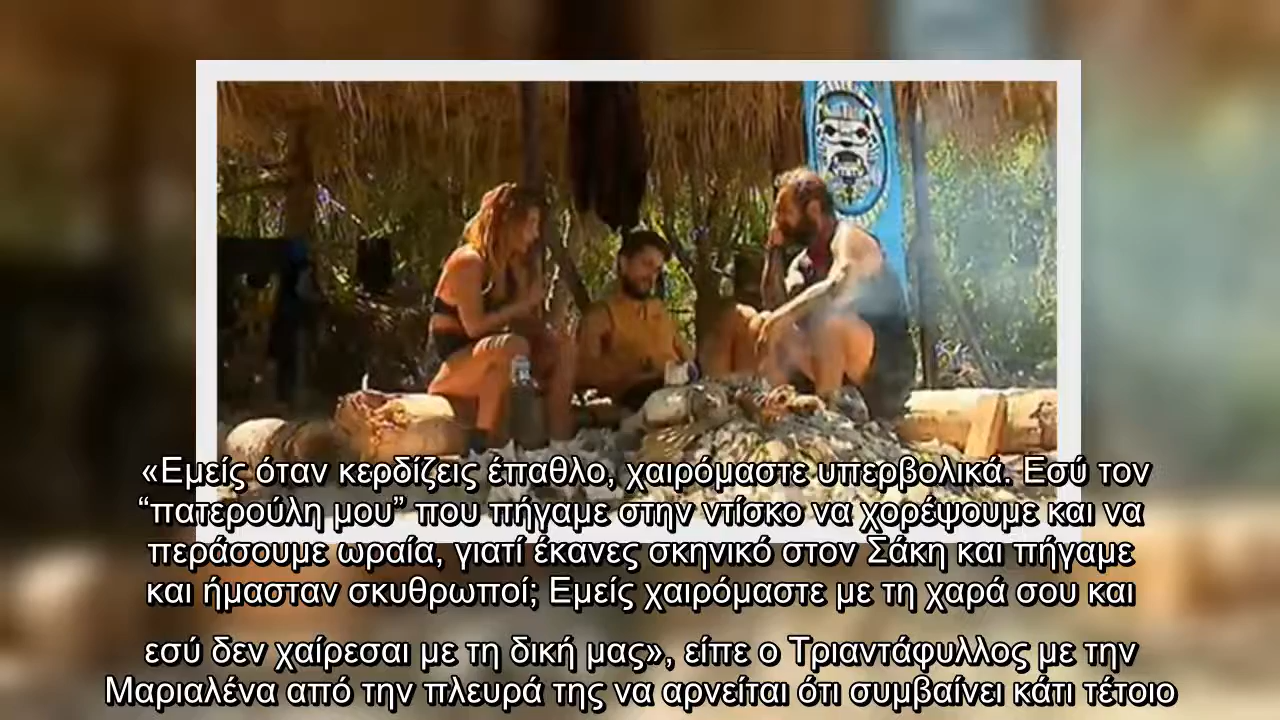 «Εμείς όταν κερδίζεις έπαθλο, χαιρόμαστε υπερβολικά. Εσύ τον
“πατερούλη μου” που πήγαμε στην ντίσκο να χορέψουμε και να
περάσουμε ωραία, γιατί έκανες σκηνικό στον Σάκη και πήγαμε
και ήμασταν σκυθρωποί; Εμείς χαιρόμαστε με τη χαρά σου και
εσύ δεν χαίρεσαι με τη δική μας», είπε ο Τριαντάφυλλος με την
Μαριαλένα από την πλευρά της να αρνείται ότι συμβαίνει κάτι τέτοιο